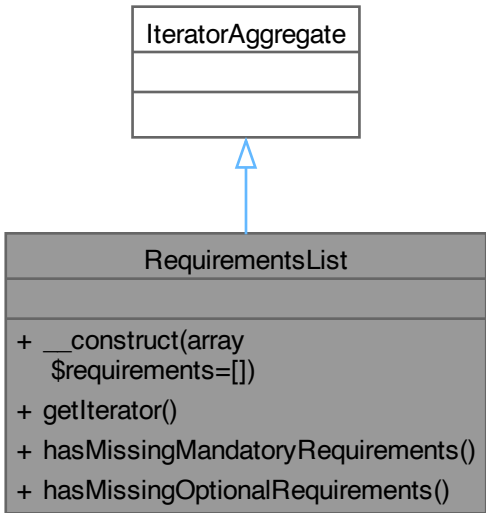 IteratorAggregate
RequirementsList
+ __construct(array
$requirements=[])
+ getIterator()
+ hasMissingMandatoryRequirements()
+ hasMissingOptionalRequirements()